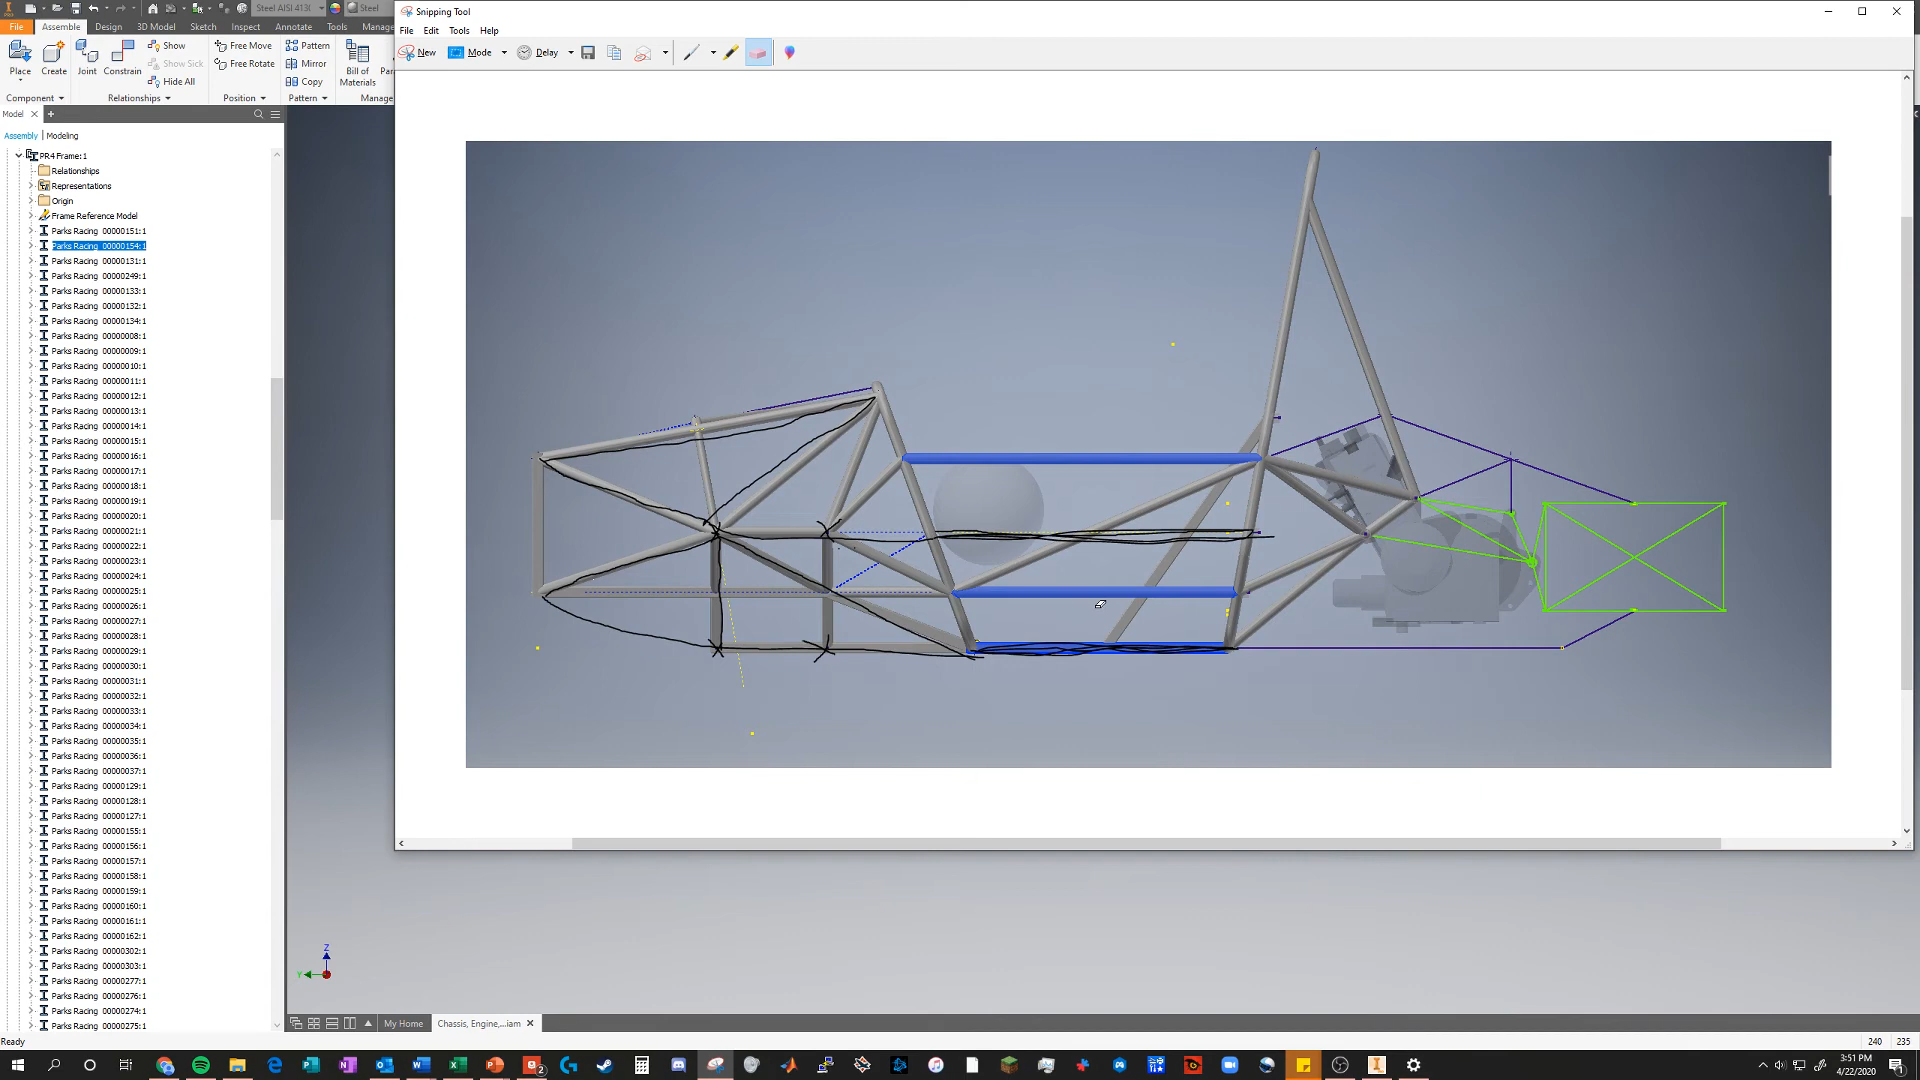 Steel AISI 413(
Steel
File
Assemble
Design
3D Model
Sketch
Inspect
Annotate
Tools
Manage
Place
Create
Joint
Constrain
Show
Show Sick
Hide All
Free Move
Free Rotate
Pattern
Mirror
Copy
Bill of
Materials
Component
Relationships
Position
Pattern
Manage
Model
Assembly
Modeling
PR4 Frame:1
Relationships
Representations
Origin
Frame Reference Model
Parks Racing 00000151:1
Parks Racing 00000154:1
Parks Racing 00000131:1
Parks Racing 00000249:1
Parks Racing 00000133:1
Parks Racing 00000132:1
Parks Racing 00000134:1
Parks Racing 00000008:1
Parks Racing 00000009:1
Parks Racing 00000010:1
Parks Racing 00000011:1
Parks Racing 00000012:1
Parks Racing 00000013:1
Parks Racing 00000014:1
Parks Racing 00000015:1
Parks Racing 00000016:1
Parks Racing 00000017:1
Parks Racing 00000018:1
Parks Racing 00000019:1
Parks Racing 00000020:1
Parks Racing 00000021:1
Parks Racing 00000022:1
Parks Racing 00000023:1
Parks Racing 00000024:1
Parks Racing 00000025:1
Parks Racing 00000026:1
Parks Racing 00000027:1
Parks Racing 00000028:1
Parks Racing 00000030:1
Parks Racing 00000031:1
Parks Racing 00000032:1
Parks Racing 00000033:1
Parks Racing 00000034:1
Parks Racing 00000035:1
Parks Racing 00000036:1
Parks Racing 00000037:1
Parks Racing 00000129:1
Parks Racing 00000128:1
Parks Racing 00000127:1
Parks Racing 00000155:1
Parks Racing 00000156:1
Parks Racing 00000157:1
Parks Racing 00000158:1
Parks Racing 00000159:1
Parks Racing 00000160:1
Parks Racing 00000161:1
Parks Racing 00000162:1
Parks Racing 00000302:1
Parks Racing 00000303:1
Parks Racing 00000277:1
Parks Racing 00000276:1
Parks Racing 00000274:1
Parks Racing 00000275:1
Snipping Tool
File
Edit
Tools
Help
New
Mode
Delay
Z
Y
My Home
Chassis, Engine,...iam
Ready
240
235
2
3:51 PM
4/22/2020